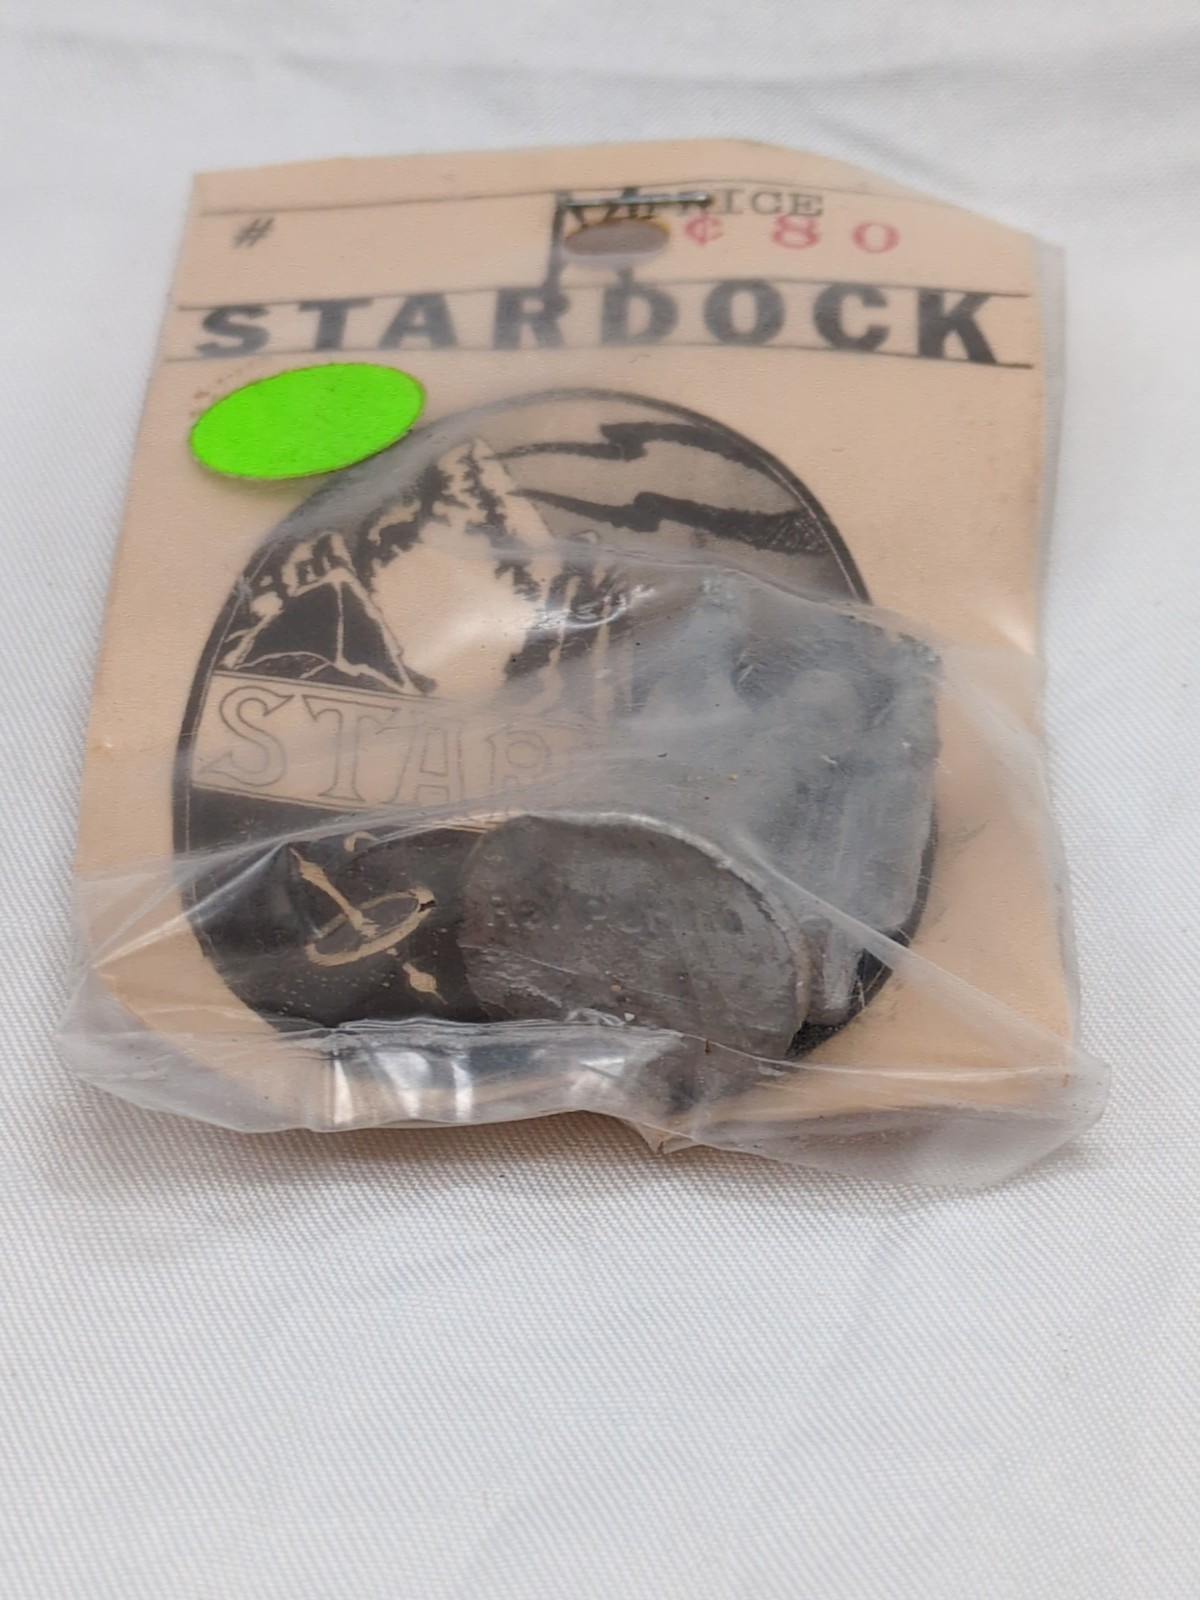 PRICE
# ¢ 80
STARDOCK
STAR